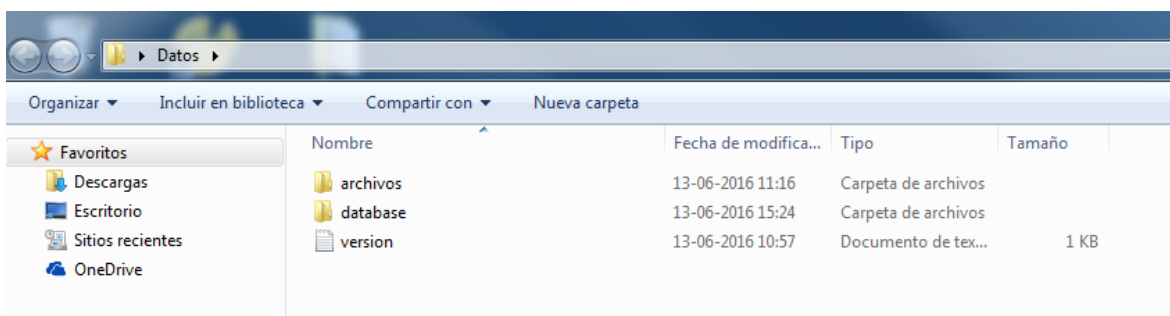 Datos
Organizar Incluir en biblioteca Compartir con Nueva carpeta
Nombre Fecha de modifica... Tipo Tamaño
Favoritos
Descargas
Escritorio
Sitios recientes
OneDrive
archivos 13-06-2016 11:16 Carpeta de archivos
database 13-06-2016 15:24 Carpeta de archivos
version 13-06-2016 10:57 Documento de tex... 1 KB